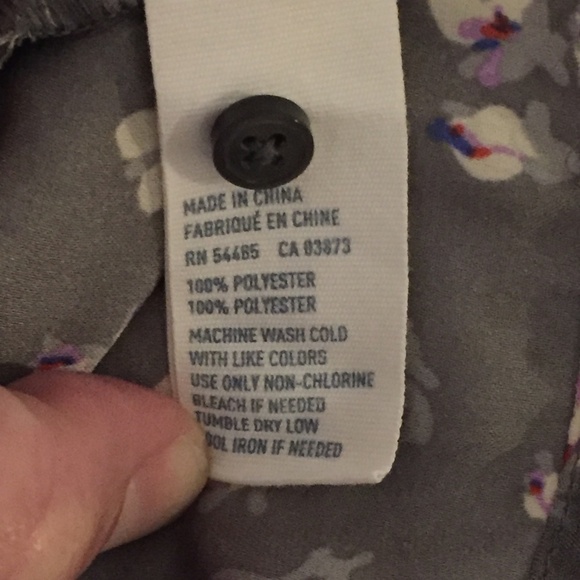 MADE IN CHINA
FABRIQUÉ EN CHINE
RN 54485 CA 03873
100% POLYESTER
100% POLYESTER
MACHINE WASH COLD
WITH LIKE COLORS
USE ONLY NON-CHLORINE
BLEACH IF NEEDED
TUMBLE DRY LOW
COOL IRON IF NEEDED